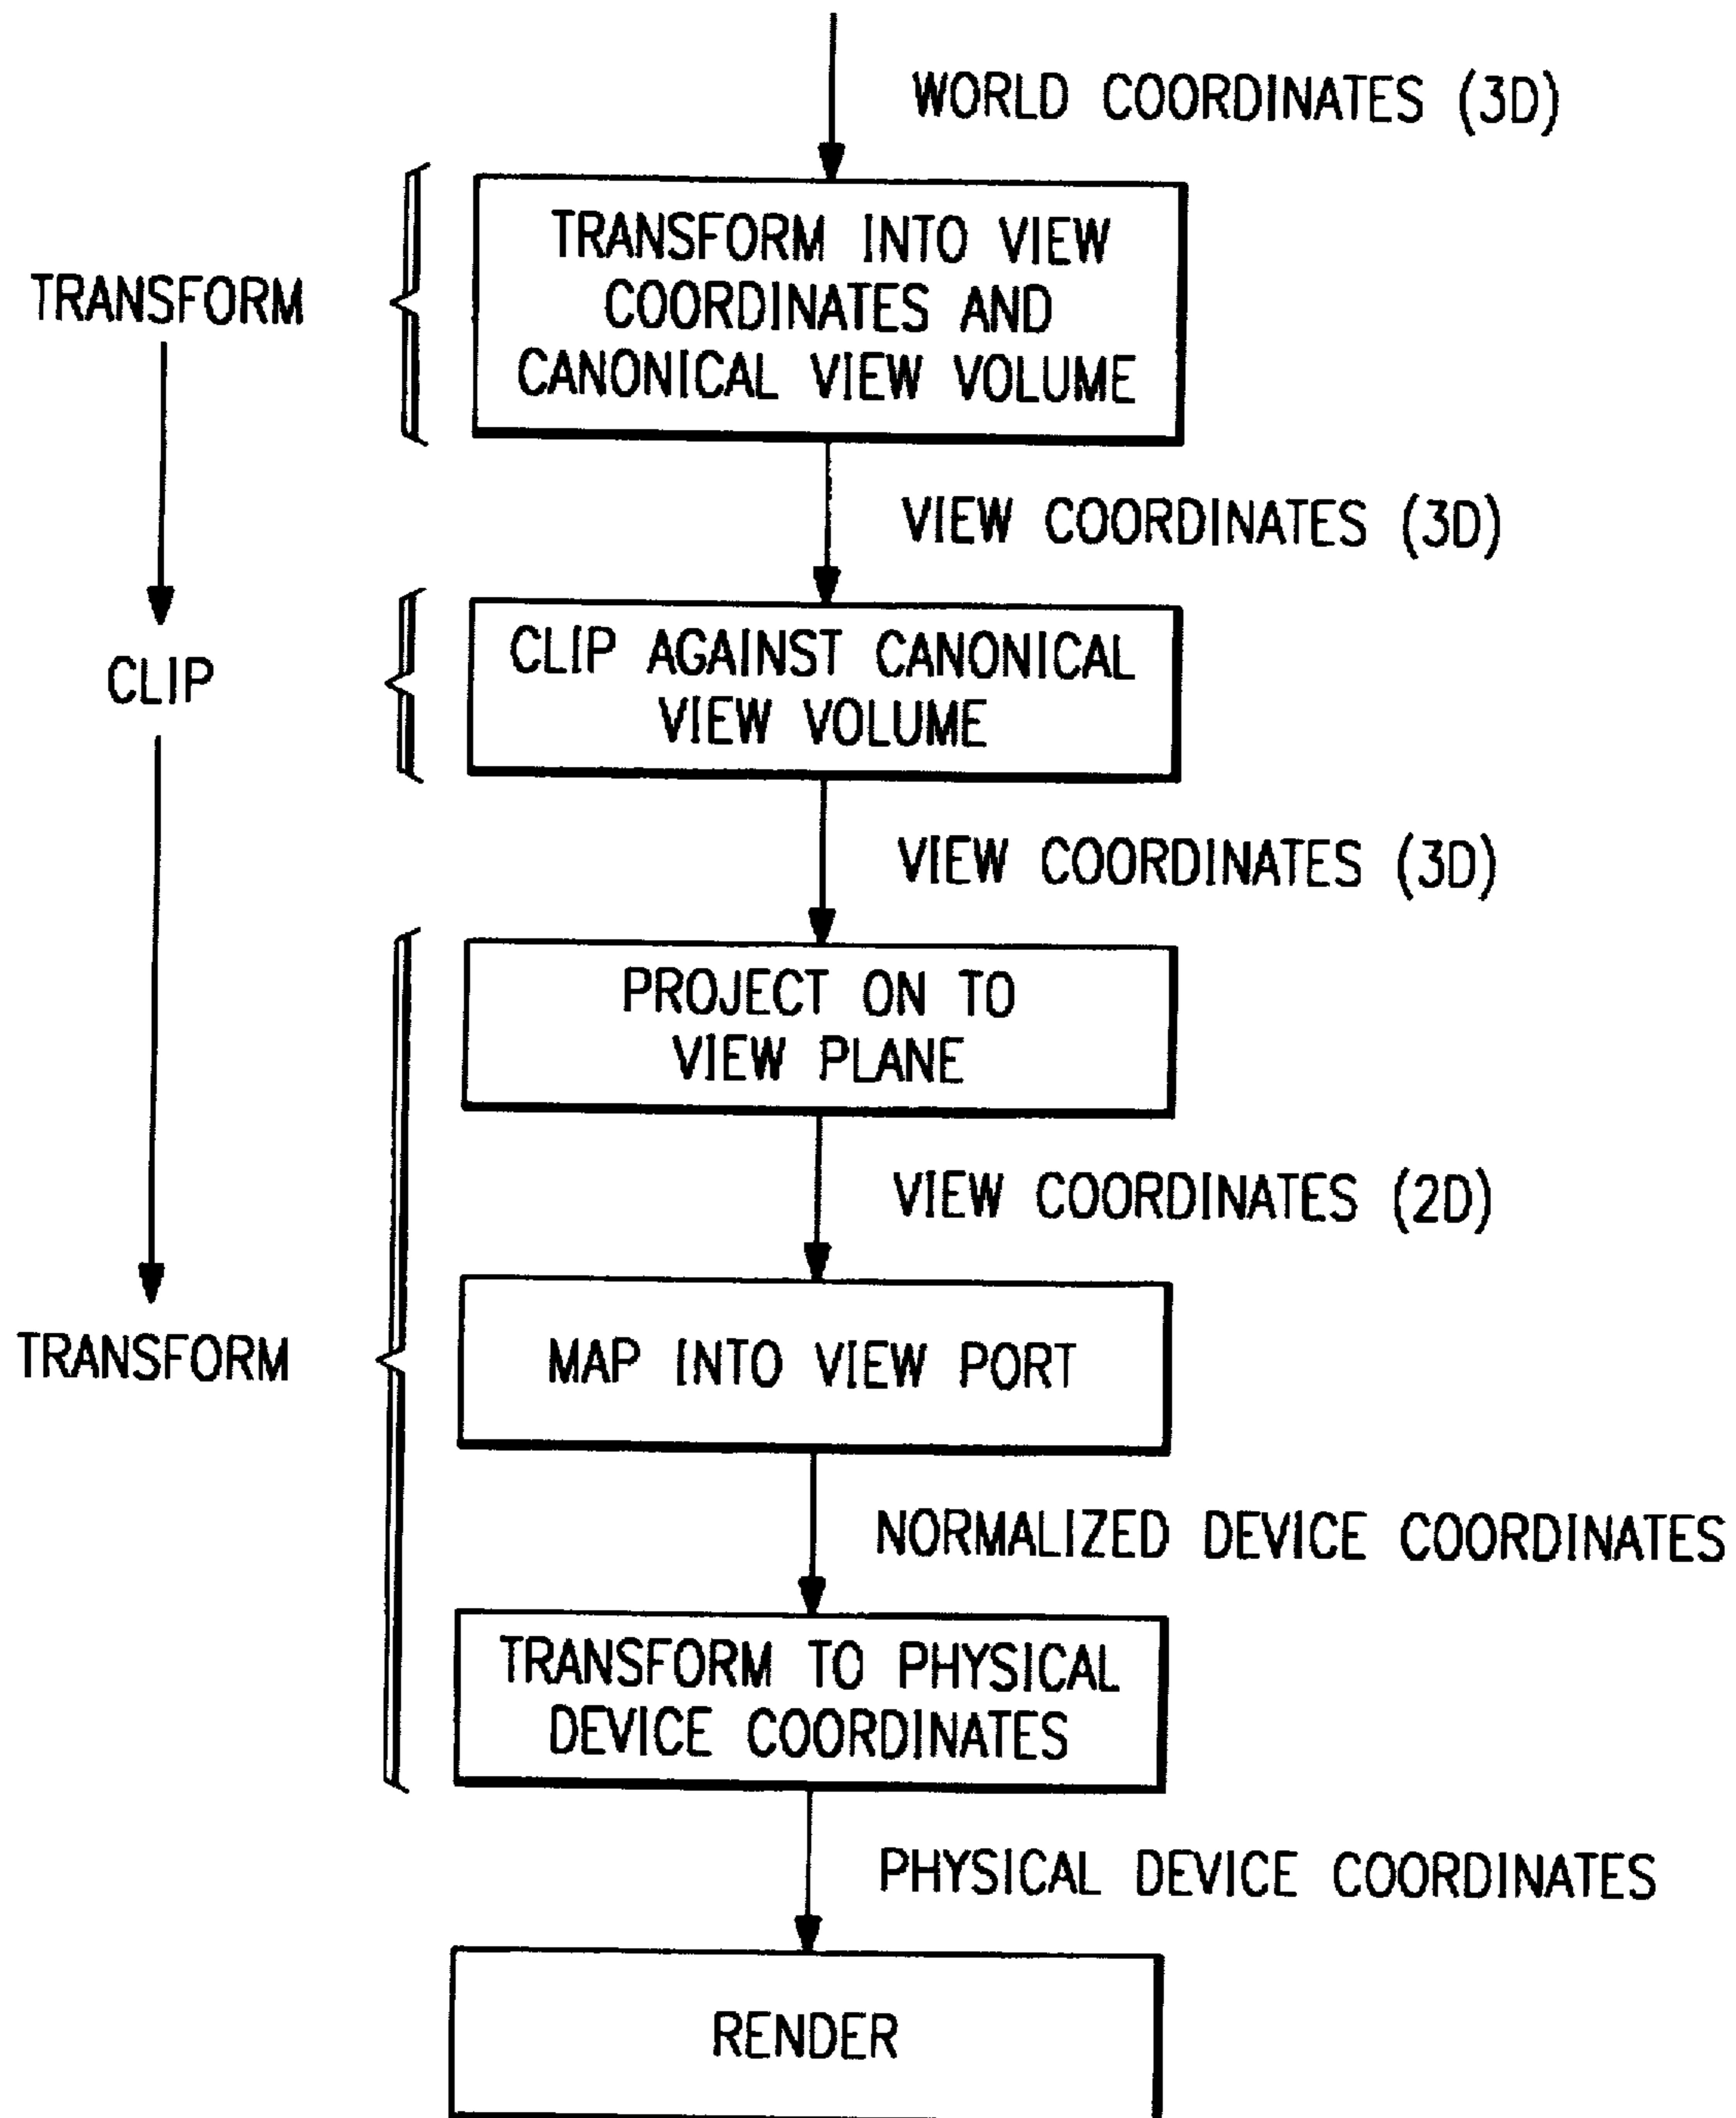 WORLD COORDINATES (3D)
TRANSFORM INTO VIEW
COORDINATES AND
CANONICAL VIEW VOLUME
TRANSFORM
VIEW COORDINATES (3D)
CLIP AGAINST CANONICAL
VIEW VOLUME
CLIP
VIEW COORDINATES (3D)
PROJECT ON TO
VIEW PLANE
VIEW COORDINATES (2D)
MAP INTO VIEW PORT
TRANSFORM
NORMALIZED DEVICE COORDINATES
TRANSFORM TO PHYSICAL
DEVICE COORDINATES
PHYSICAL DEVICE COORDINATES
RENDER